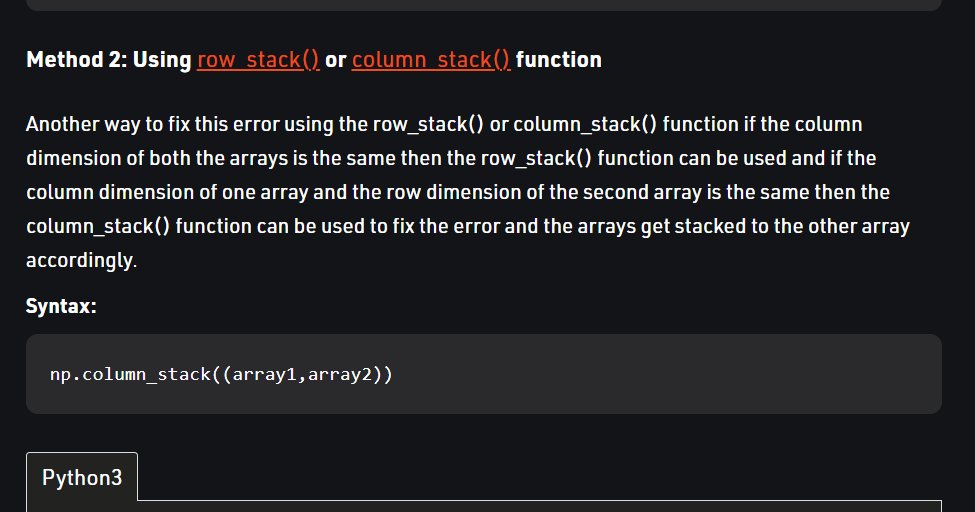 Method 2: Using row_stack() or column_stack() function
Another way to fix this error using the row_stack() or column_stack() function if the column
dimension of both the arrays is the same then the row_stack() function can be used and if the
column dimension of one array and the row dimension of the second array is the same then the
column_stack() function can be used to fix the error and the arrays get stacked to the other array
accordingly.
Syntax:
np.column_stack((array1,array2))
Python3